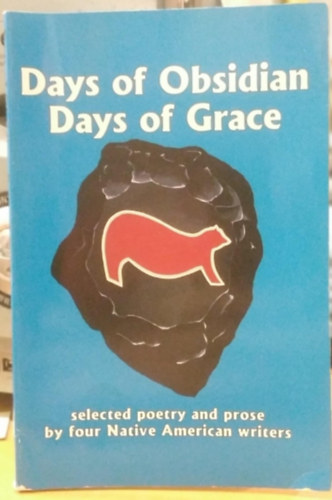 Days of Obsidian
Days of Grace
selected poetry and prose
by four Native American writers